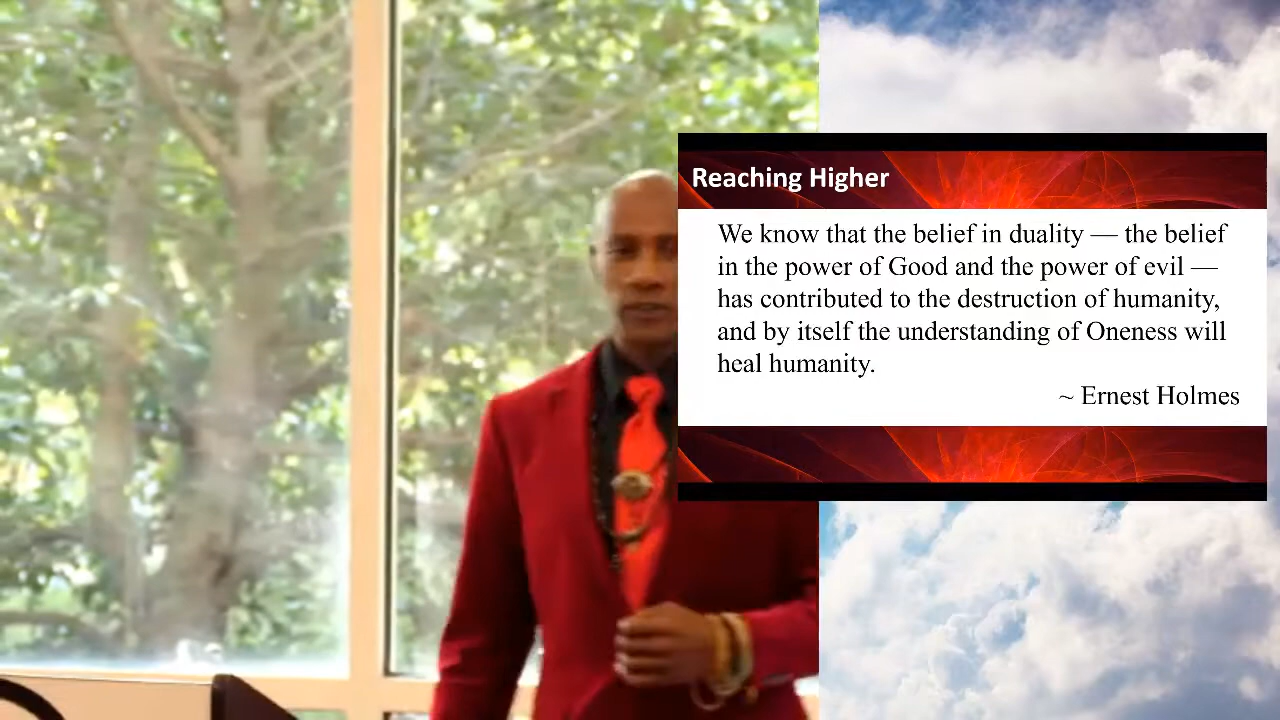 Reaching Higher
We know that the belief in duality — the belief
in the power of Good and the power of evil —
has contributed to the destruction of humanity,
and by itself the understanding of Oneness will
heal humanity.
~ Ernest Holmes